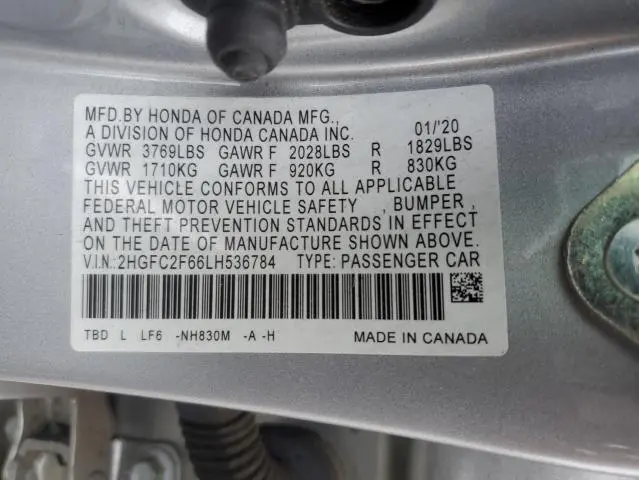 MFD.BY HONDA OF CANADA MFG.,
A DIVISION OF HONDA CANADA INC. 01/'20
GVWR 3769LBS GAWR F 2028LBS R 1829LBS
GVWR 1710KG GAWR F 920KG R 830KG
THIS VEHICLE CONFORMS TO ALL APPLICABLE
FEDERAL MOTOR VEHICLE SAFETY , BUMPER ,
AND THEFT PREVENTION STANDARDS IN EFFECT
ON THE DATE OF MANUFACTURE SHOWN ABOVE.
V.I.N:2HGFC2F66LH536784 TYPE: PASSENGER CAR
TBD L LF6 -NH830M -A -H MADE IN CANADA